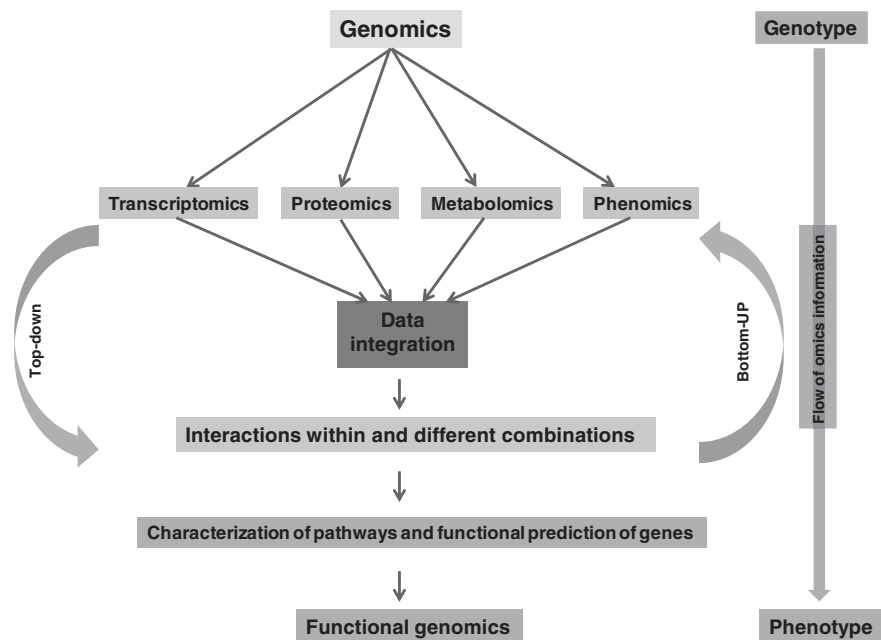 Genomics
Genotype
Transcriptomics
Proteomics
Metabolomics
Phenomics
Data
integration
Top-down
Bottom-UP
Flow of omics information
Interactions within and different combinations
Characterization of pathways and functional prediction of genes
Functional genomics
Phenotype